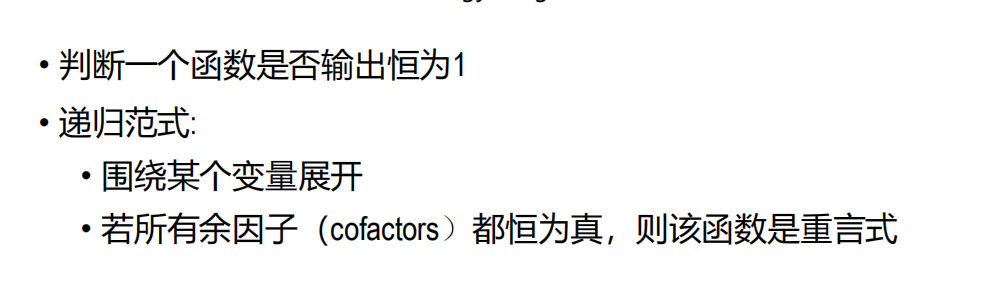 • 判断一个函数是否输出恒为1
• 递归范式:
• 围绕某个变量展开
• 若所有余因子（cofactors）都恒为真，则该函数是重言式